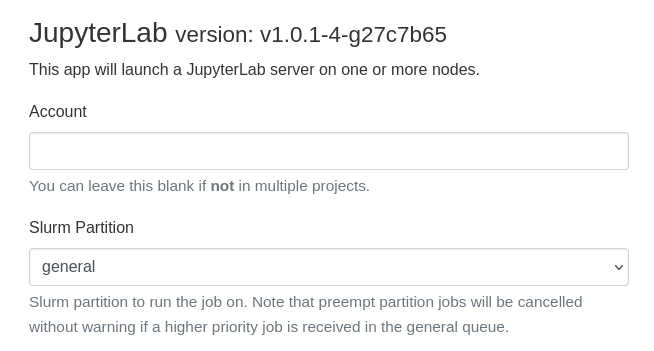 JupyterLab version: v1.0.1-4-g27c7b65
This app will launch a JupyterLab server on one or more nodes.
Account
You can leave this blank if not in multiple projects.
Slurm Partition
general
Slurm partition to run the job on. Note that preempt partition jobs will be cancelled
without warning if a higher priority job is received in the general queue.